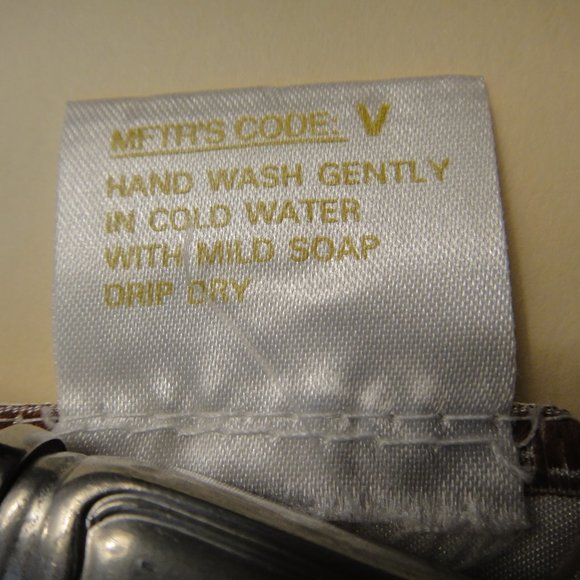 MFTR'S CODE: V
HAND WASH GENTLY
IN COLD WATER
WITH MILD SOAP
DRIP DRY